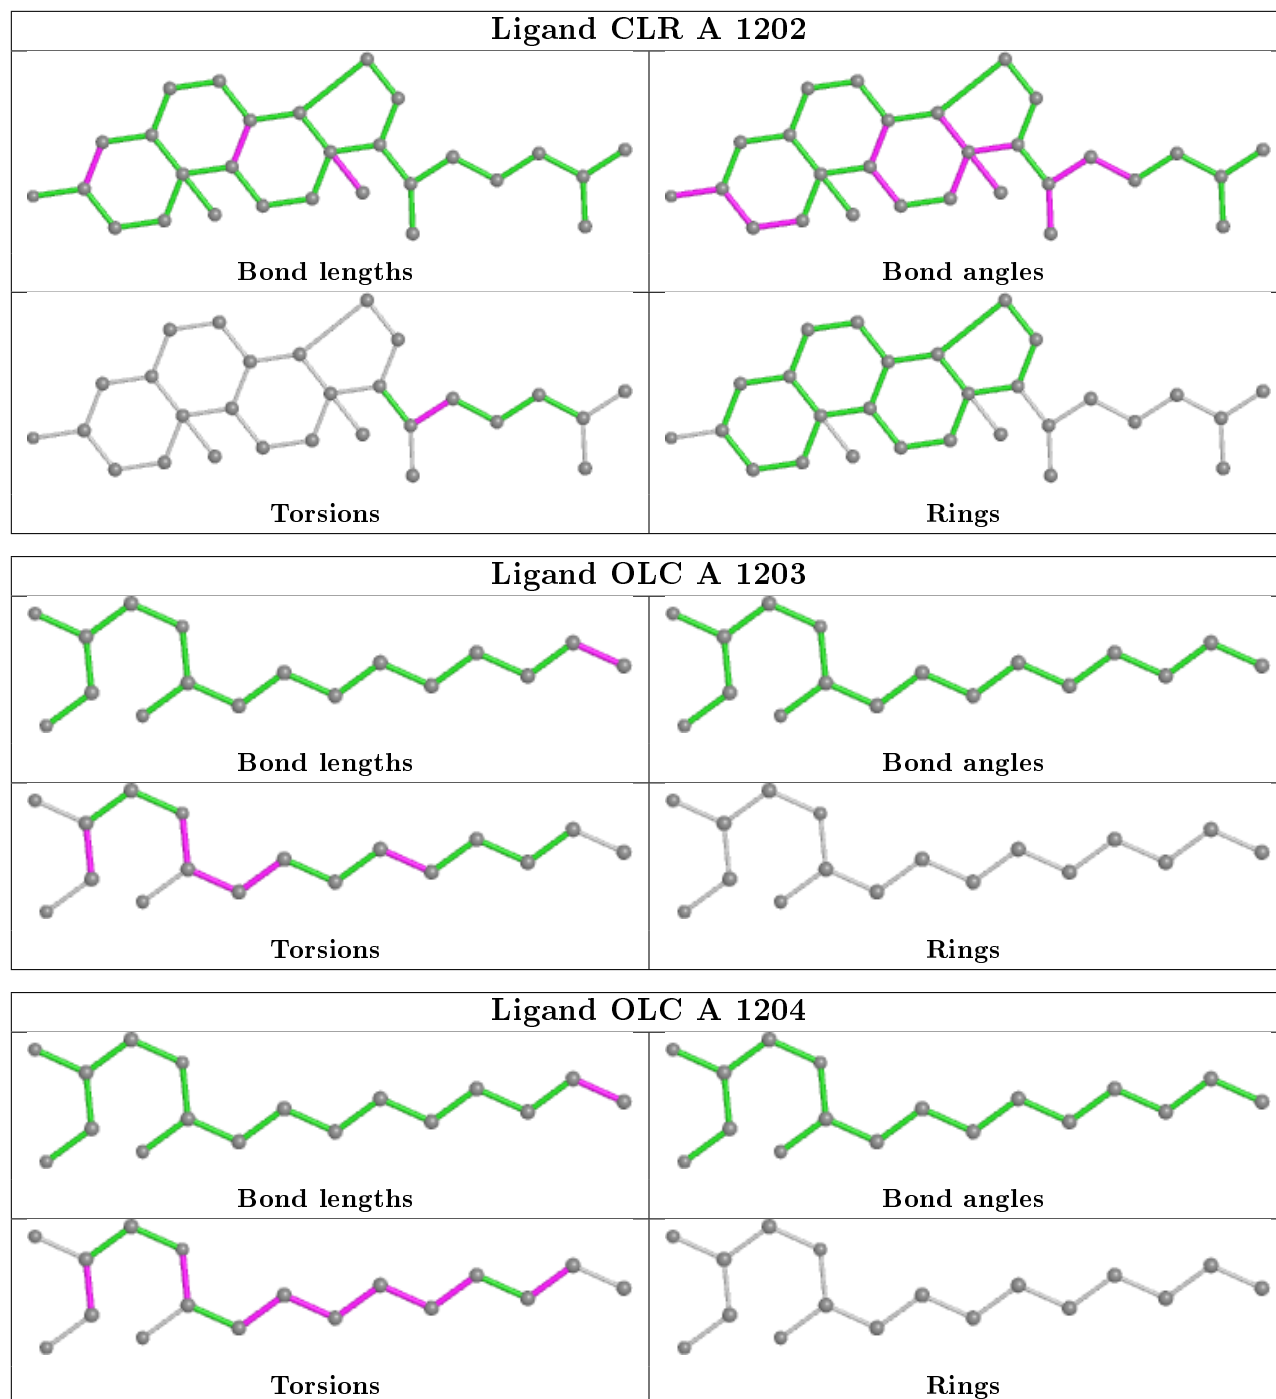 Ligand CLR A 1202
Bond lengths
Bond angles
Torsions
Rings
Ligand OLC A 1203
Bond lengths
Bond angles
Torsions
Rings
Ligand OLC A 1204
Bond lengths
Bond angles
Torsions
Rings